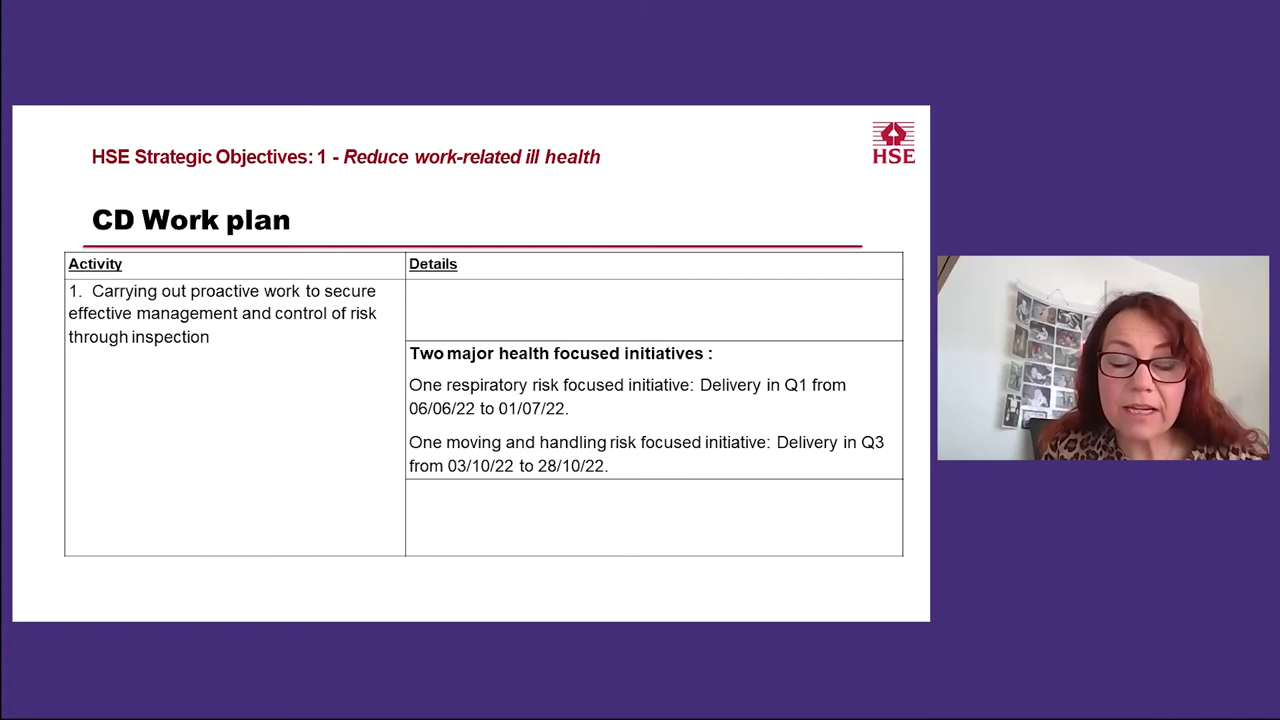 HSE Strategic Objectives: 1 - Reduce work-related ill health
HSE
CD Work plan
Activity
Details
1. Carrying out proactive work to secure
effective management and control of risk
through inspection
Two major health focused initiatives :
One respiratory risk focused initiative: Delivery in Q1 from
06/06/22 to 01/07/22.
One moving and handling risk focused initiative: Delivery in Q3
from 03/10/22 to 28/10/22.